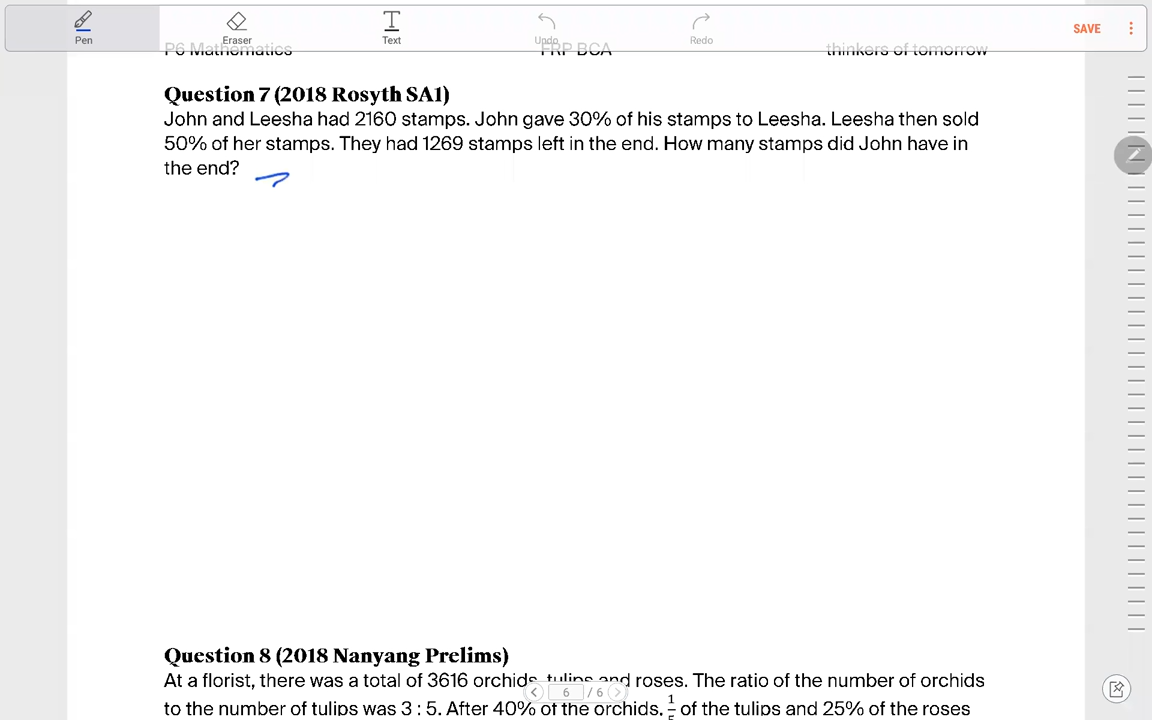 Pen
Eraser
Text
Undo
Redo
SAVE
P6 Mathematics
FRP BCA
thinkers of tomorrow
Question 7 (2018 Rosyth SA1)
John and Leesha had 2160 stamps. John gave 30% of his stamps to Leesha. Leesha then sold
50% of her stamps. They had 1269 stamps left in the end. How many stamps did John have in
the end?
Question 8 (2018 Nanyang Prelims)
At a florist, there was a total of 3616 orchids, tulips and roses. The ratio of the number of orchids
6 / 6
to the number of tulips was 3 : 5. After 40% of the orchids, 1/5 of the tulips and 25% of the roses